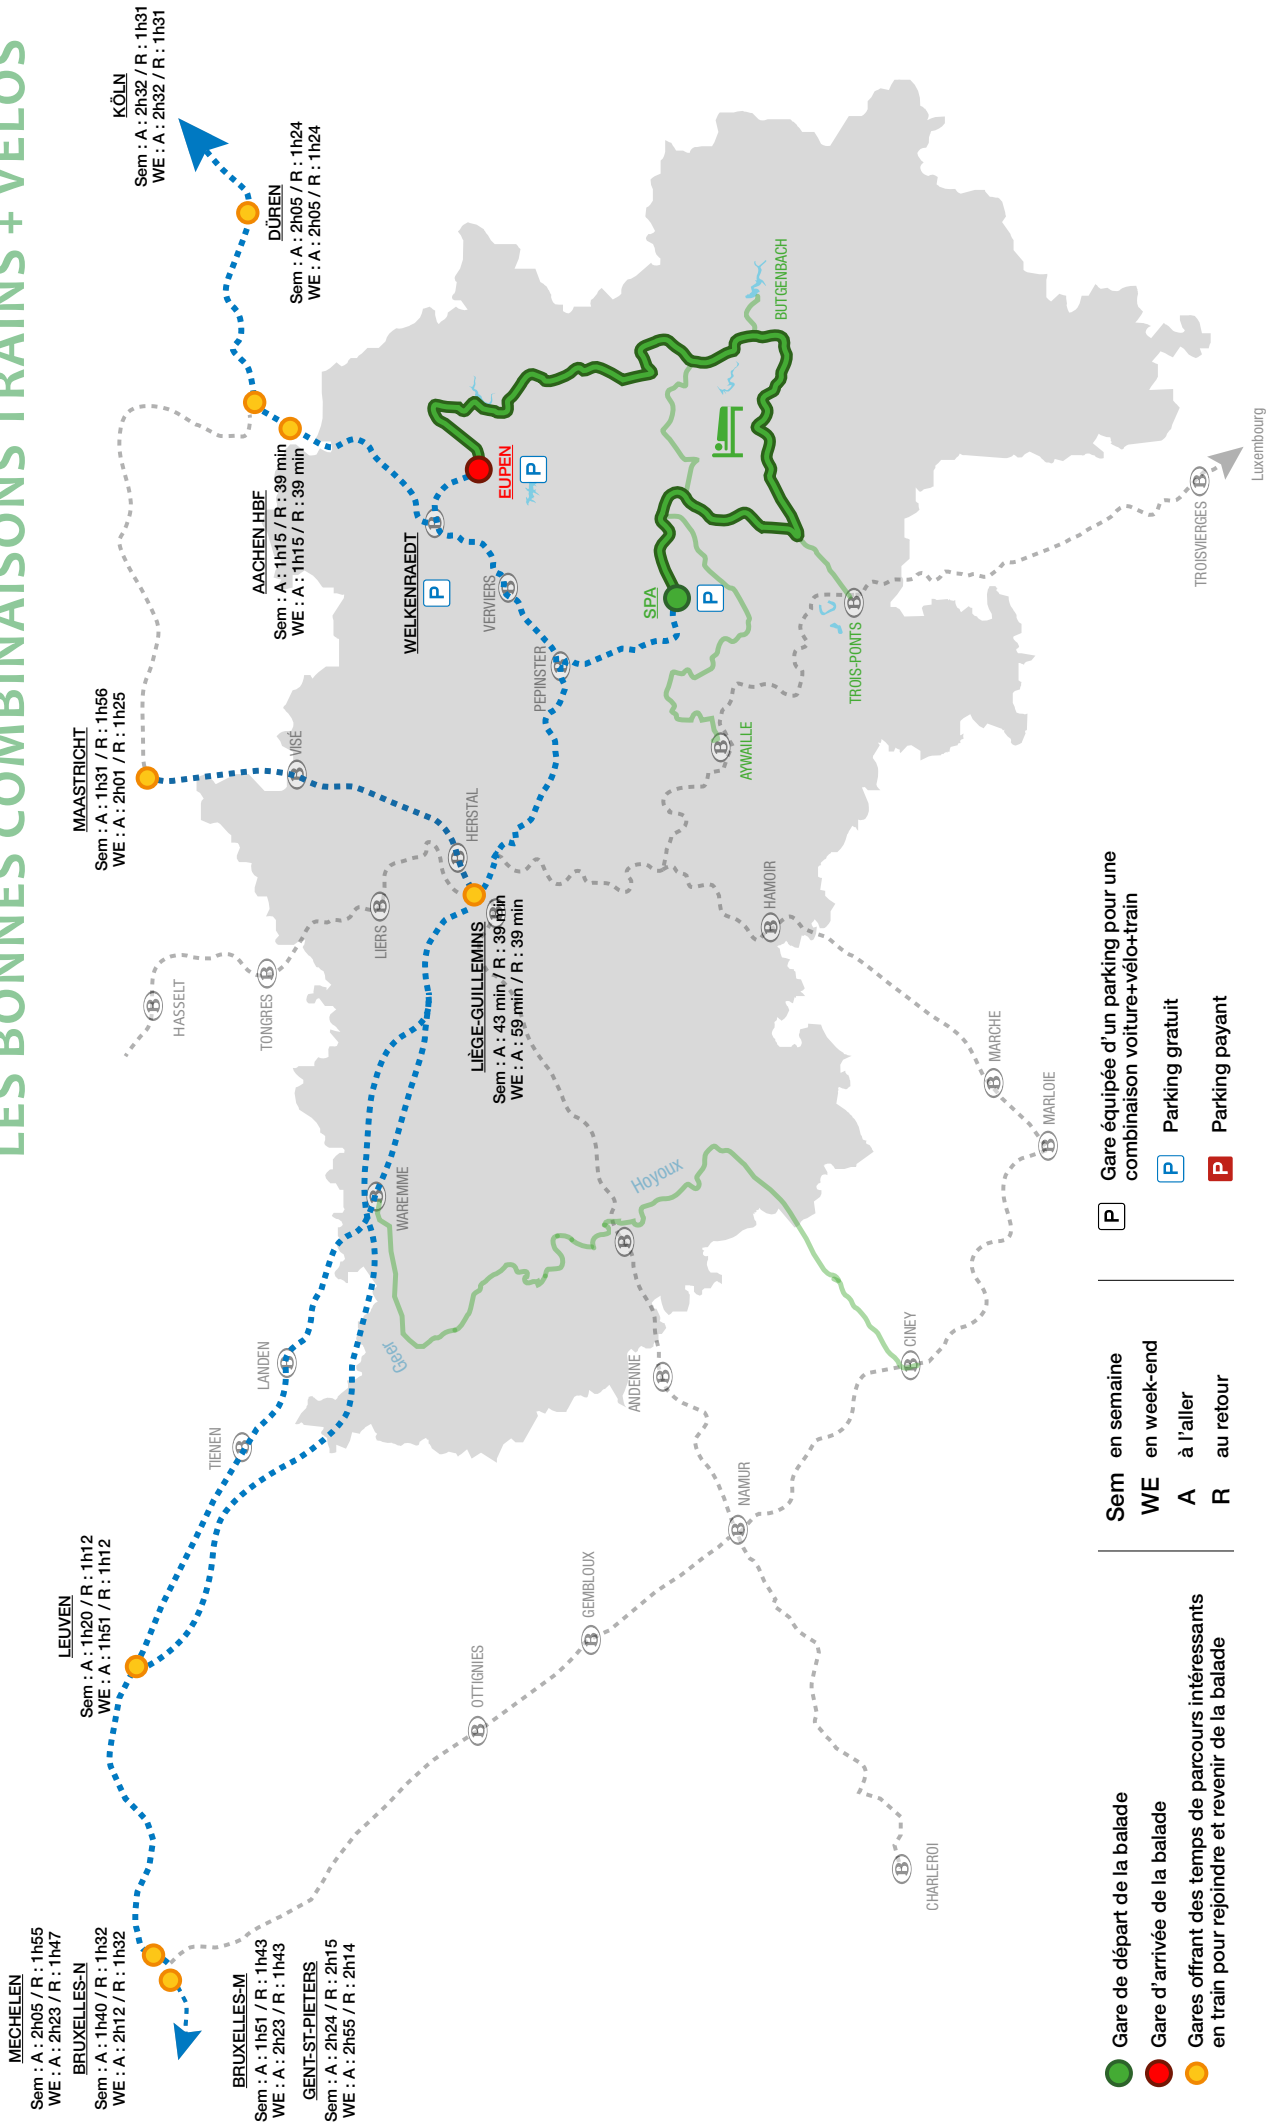 LES BONNES COMBINAISONS TRAINS + VÉLOS
MECHELEN
Sem : A : 2h05 / R : 1h55
WE : A : 2h23 / R : 1h47
BRUXELLES-N
Sem : A : 1h40 / R : 1h32
WE : A : 2h12 / R : 1h32
BRUXELLES-M
Sem : A : 1h51 / R : 1h43
WE : A : 2h23 / R : 1h43
GENT-ST-PIETERS
Sem : A : 2h24 / R : 2h15
WE : A : 2h55 / R : 2h14
LEUVEN
Sem : A : 1h20 / R : 1h12
WE : A : 1h51 / R : 1h12
TIENEN
B
LANDEN
B
WAREMME
B
Geer
HASSELT
B
TONGRES
B
LIERS
B
MAASTRICHT
Sem : A : 1h31 / R : 1h56
WE : A : 2h01 / R : 1h25
VISÉ
B
HERSTAL
B
LIÈGE-GUILLEMINS
Sem : A : 43 min / R : 39 min
WE : A : 59 min / R : 39 min
B
AACHEN HBF
Sem : A : 1h15 / R : 39 min
WE : A : 1h15 / R : 39 min
DÜREN
Sem : A : 2h05 / R : 1h24
WE : A : 2h05 / R : 1h24
KÖLN
Sem : A : 2h32 / R : 1h31
WE : A : 2h32 / R : 1h31
WELKENRAEDT
B
P
VERVIERS
B
PEPINSTER
B
EUPEN
P
SPA
P
BUTGENBACH
AYWAILLE
B
TROIS-PONTS
B
TROISVIERGES
B
Luxembourg
HAMOIR
B
MARCHE
B
MARLOIE
B
Hoyoux
B
ANDENNE
B
CINEY
B
NAMUR
B
GEMBLOUX
B
OTTIGNIES
B
CHARLEROI
B
Gare de départ de la balade
Gare d'arrivée de la balade
Gares offrant des temps de parcours intéressants
en train pour rejoindre et revenir de la balade
Sem en semaine
WE en week-end
A à l'aller
R au retour
P Gare équipée d'un parking pour une
combinaison voiture+vélo+train
P Parking gratuit
P Parking payant